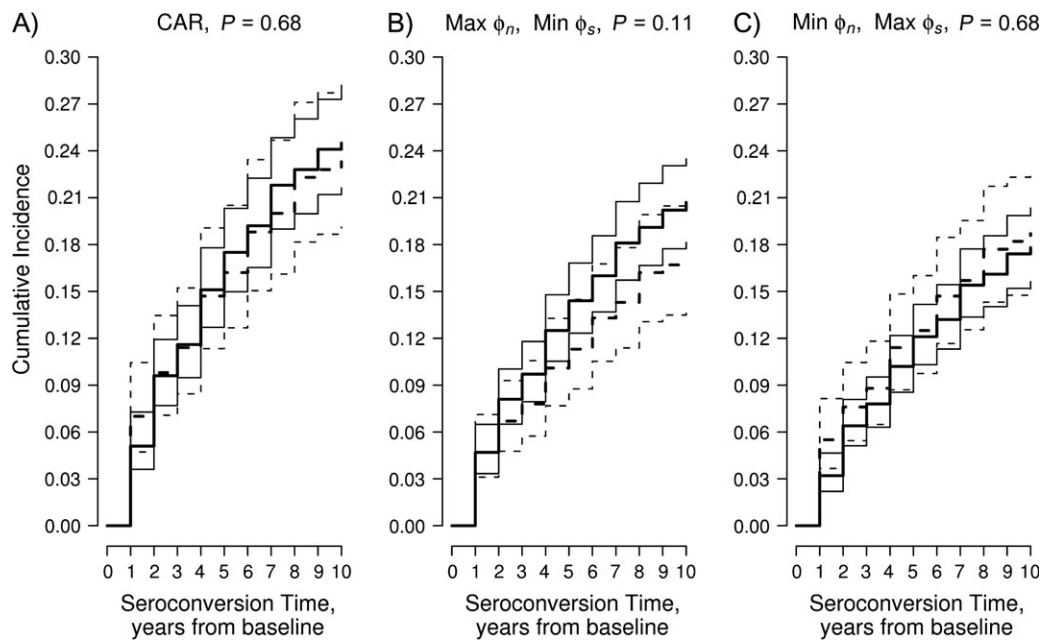 A) CAR, P = 0.68
B) Max ϕn, Min ϕs, P = 0.11
C) Min ϕn, Max ϕs, P = 0.68
Cumulative Incidence
0.30
0.27
0.24
0.21
0.18
0.15
0.12
0.09
0.06
0.03
0.00
0 1 2 3 4 5 6 7 8 9 10
Seroconversion Time,
years from baseline
0.30
0.27
0.24
0.21
0.18
0.15
0.12
0.09
0.06
0.03
0.00
0 1 2 3 4 5 6 7 8 9 10
Seroconversion Time,
years from baseline
0.30
0.27
0.24
0.21
0.18
0.15
0.12
0.09
0.06
0.03
0.00
0 1 2 3 4 5 6 7 8 9 10
Seroconversion Time,
years from baseline